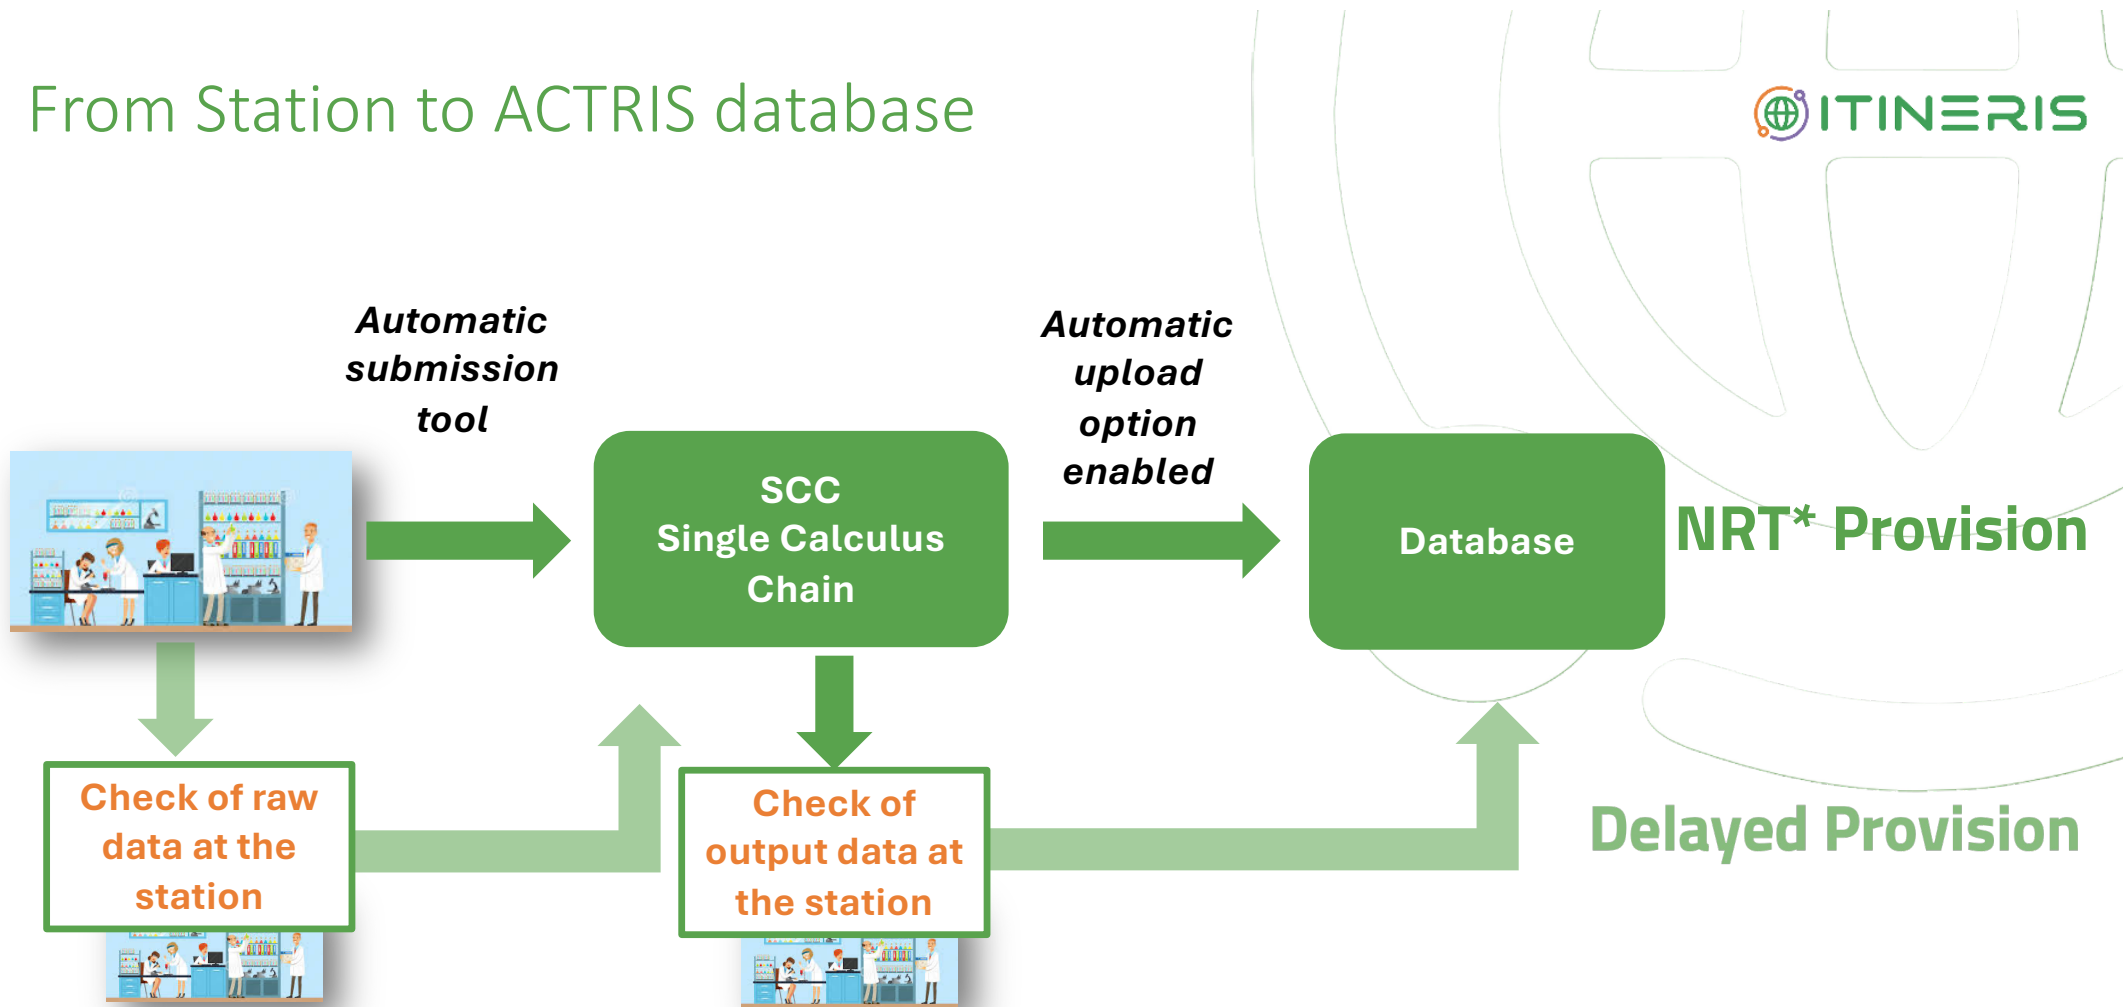 From Station to ACTRIS database
ITINERIS
Automatic
submission
tool
Automatic
upload
option
enabled
SCC
Single Calculus
Chain
Database
NRT* Provision
Check of raw
data at the
station
Check of
output data at
the station
Delayed Provision